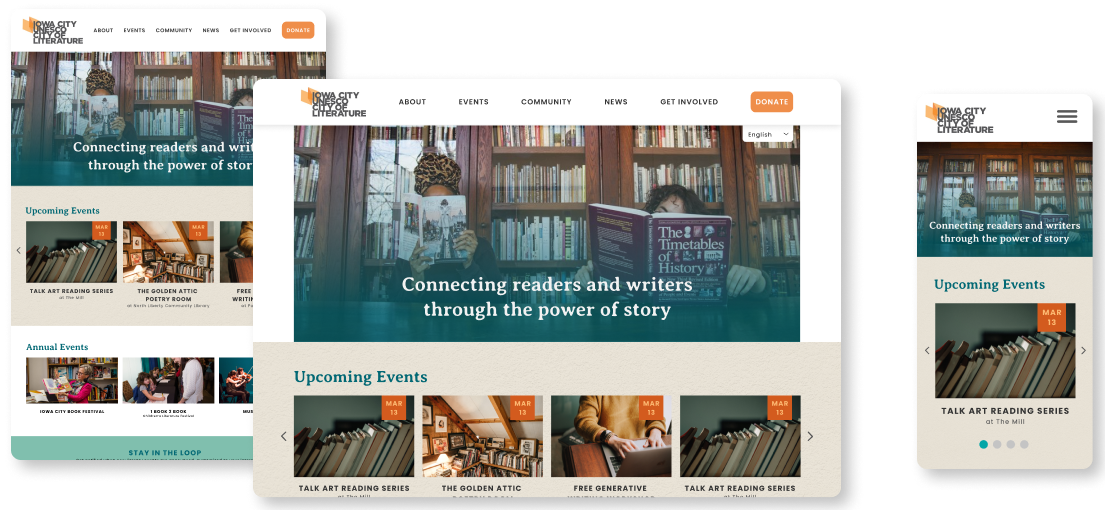 IOWA CITY
UNESCO
CITY OF
LITERATURE
ABOUT EVENTS COMMUNITY NEWS GET INVOLVED DONATE
Connecting readers and writ
through the power of stor
Upcoming Events
MAR
13
MAR
13
TALK ART READING SERIES
at The Mill
THE GOLDEN ATTIC
POETRY ROOM
at North Liberty Community Library
FREE
WRITIN
at P
Annual Events
IOWA CITY BOOK FESTIVAL
1 BOOK 2 BOOK
MUS
STAY IN THE LOOP
IOWA CITY
UNESCO
CITY OF
LITERATURE
ABOUT EVENTS COMMUNITY NEWS GET INVOLVED DONATE
English
The
Timetables
of
History
Connecting readers and writers
through the power of story
Upcoming Events
MAR
13
MAR
13
MAR
13
MAR
13
TALK ART READING SERIES
at The Mill
THE GOLDEN ATTIC
POETRY ROOM
FREE GENERATIVE
WRITING WORKSHOP
TALK ART READING SERIES
at The Mill
IOWA CITY
UNESCO
CITY OF
LITERATURE
Connecting readers and writers
through the power of story
Upcoming Events
MAR
13
TALK ART READING SERIES
at The Mill